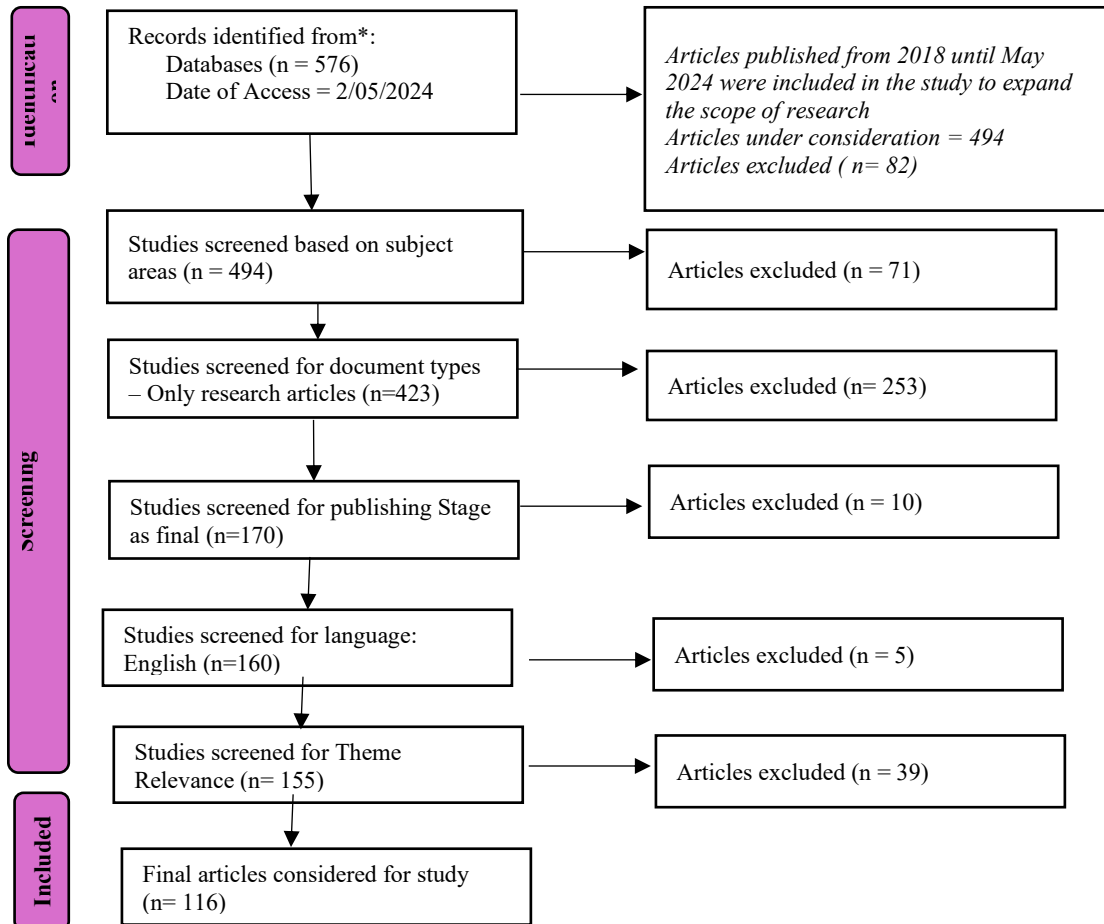 Records identified from*:
Databases (n = 576)
Date of Access = 2/05/2024
Articles published from 2018 until May
2024 were included in the study to expand
the scope of research
Articles under consideration = 494
Articles excluded ( n= 82)
Studies screened based on subject
areas (n = 494)
Articles excluded (n = 71)
Studies screened for document types
– Only research articles (n=423)
Articles excluded (n= 253)
Studies screened for publishing Stage
as final (n=170)
Articles excluded (n = 10)
Studies screened for language:
English (n=160)
Articles excluded (n = 5)
Screening
Studies screened for Theme
Relevance (n= 155)
Articles excluded (n = 39)
Included
Final articles considered for study
(n= 116)